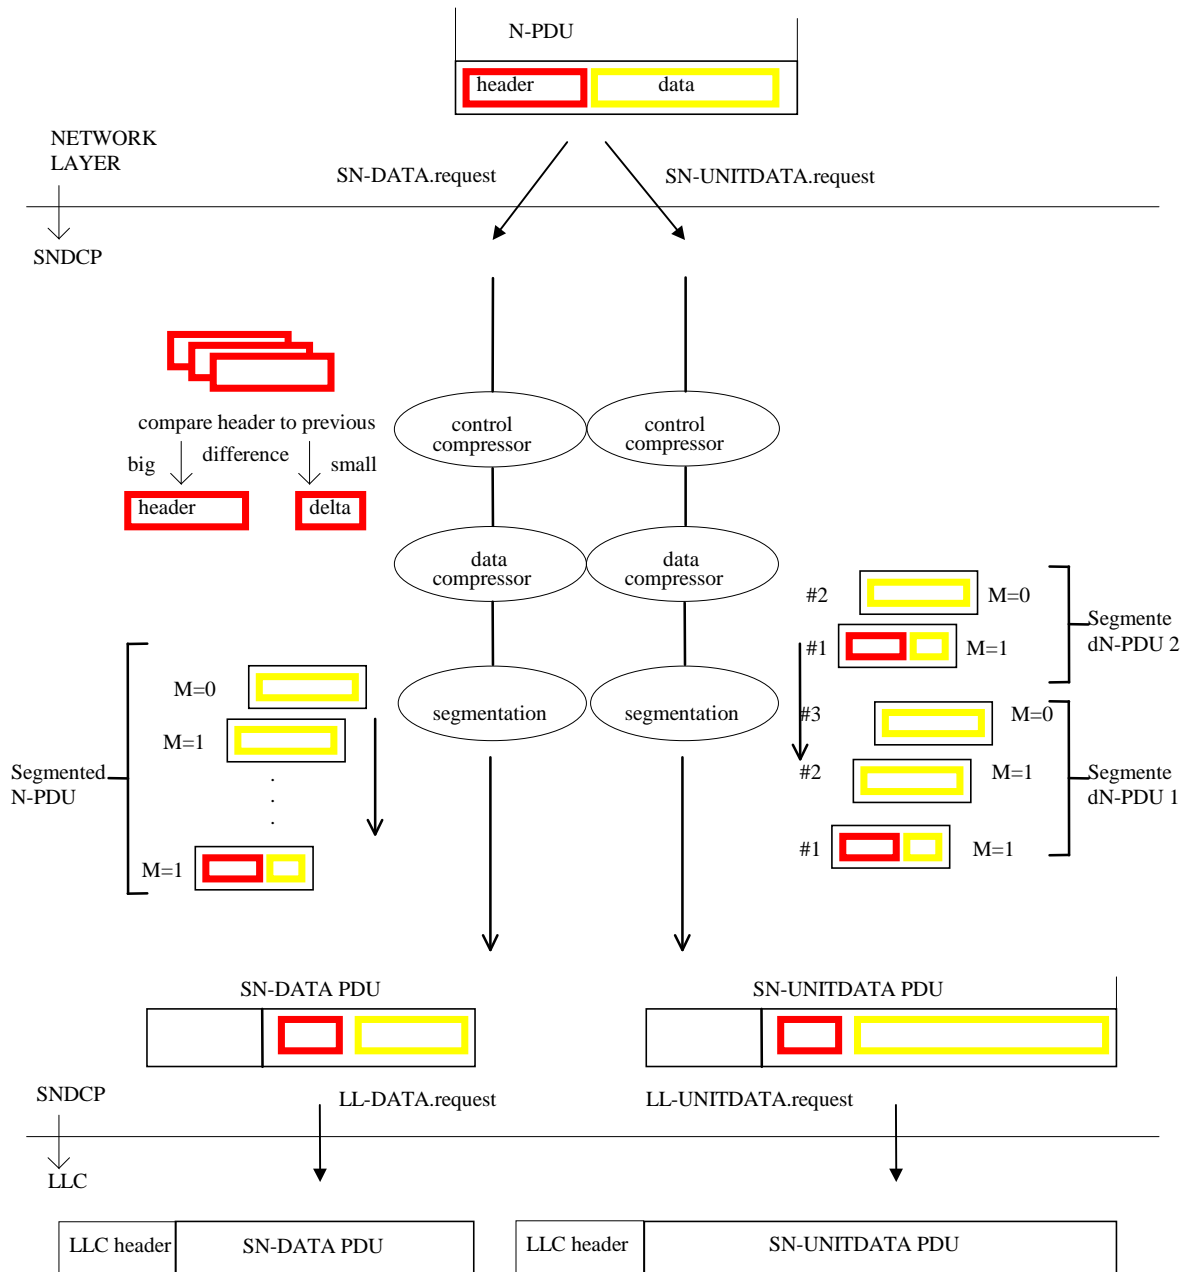 N-PDU
header data
NETWORK
LAYER
SN-DATA.request SN-UNITDATA.request
SNDCP
compare header to previous
difference
big small
header delta
control
compressor
control
compressor
data
compressor
data
compressor
segmentation
segmentation
M=0
M=1
.
.
.
M=1
Segmented
N-PDU
#2 M=0
#1 M=1
Segmente
dN-PDU 2
#3 M=0
#2 M=1
#1 M=1
Segmente
dN-PDU 1
SN-DATA PDU SN-UNITDATA PDU
SNDCP
LL-DATA.request LL-UNITDATA.request
LLC
LLC header SN-DATA PDU LLC header SN-UNITDATA PDU